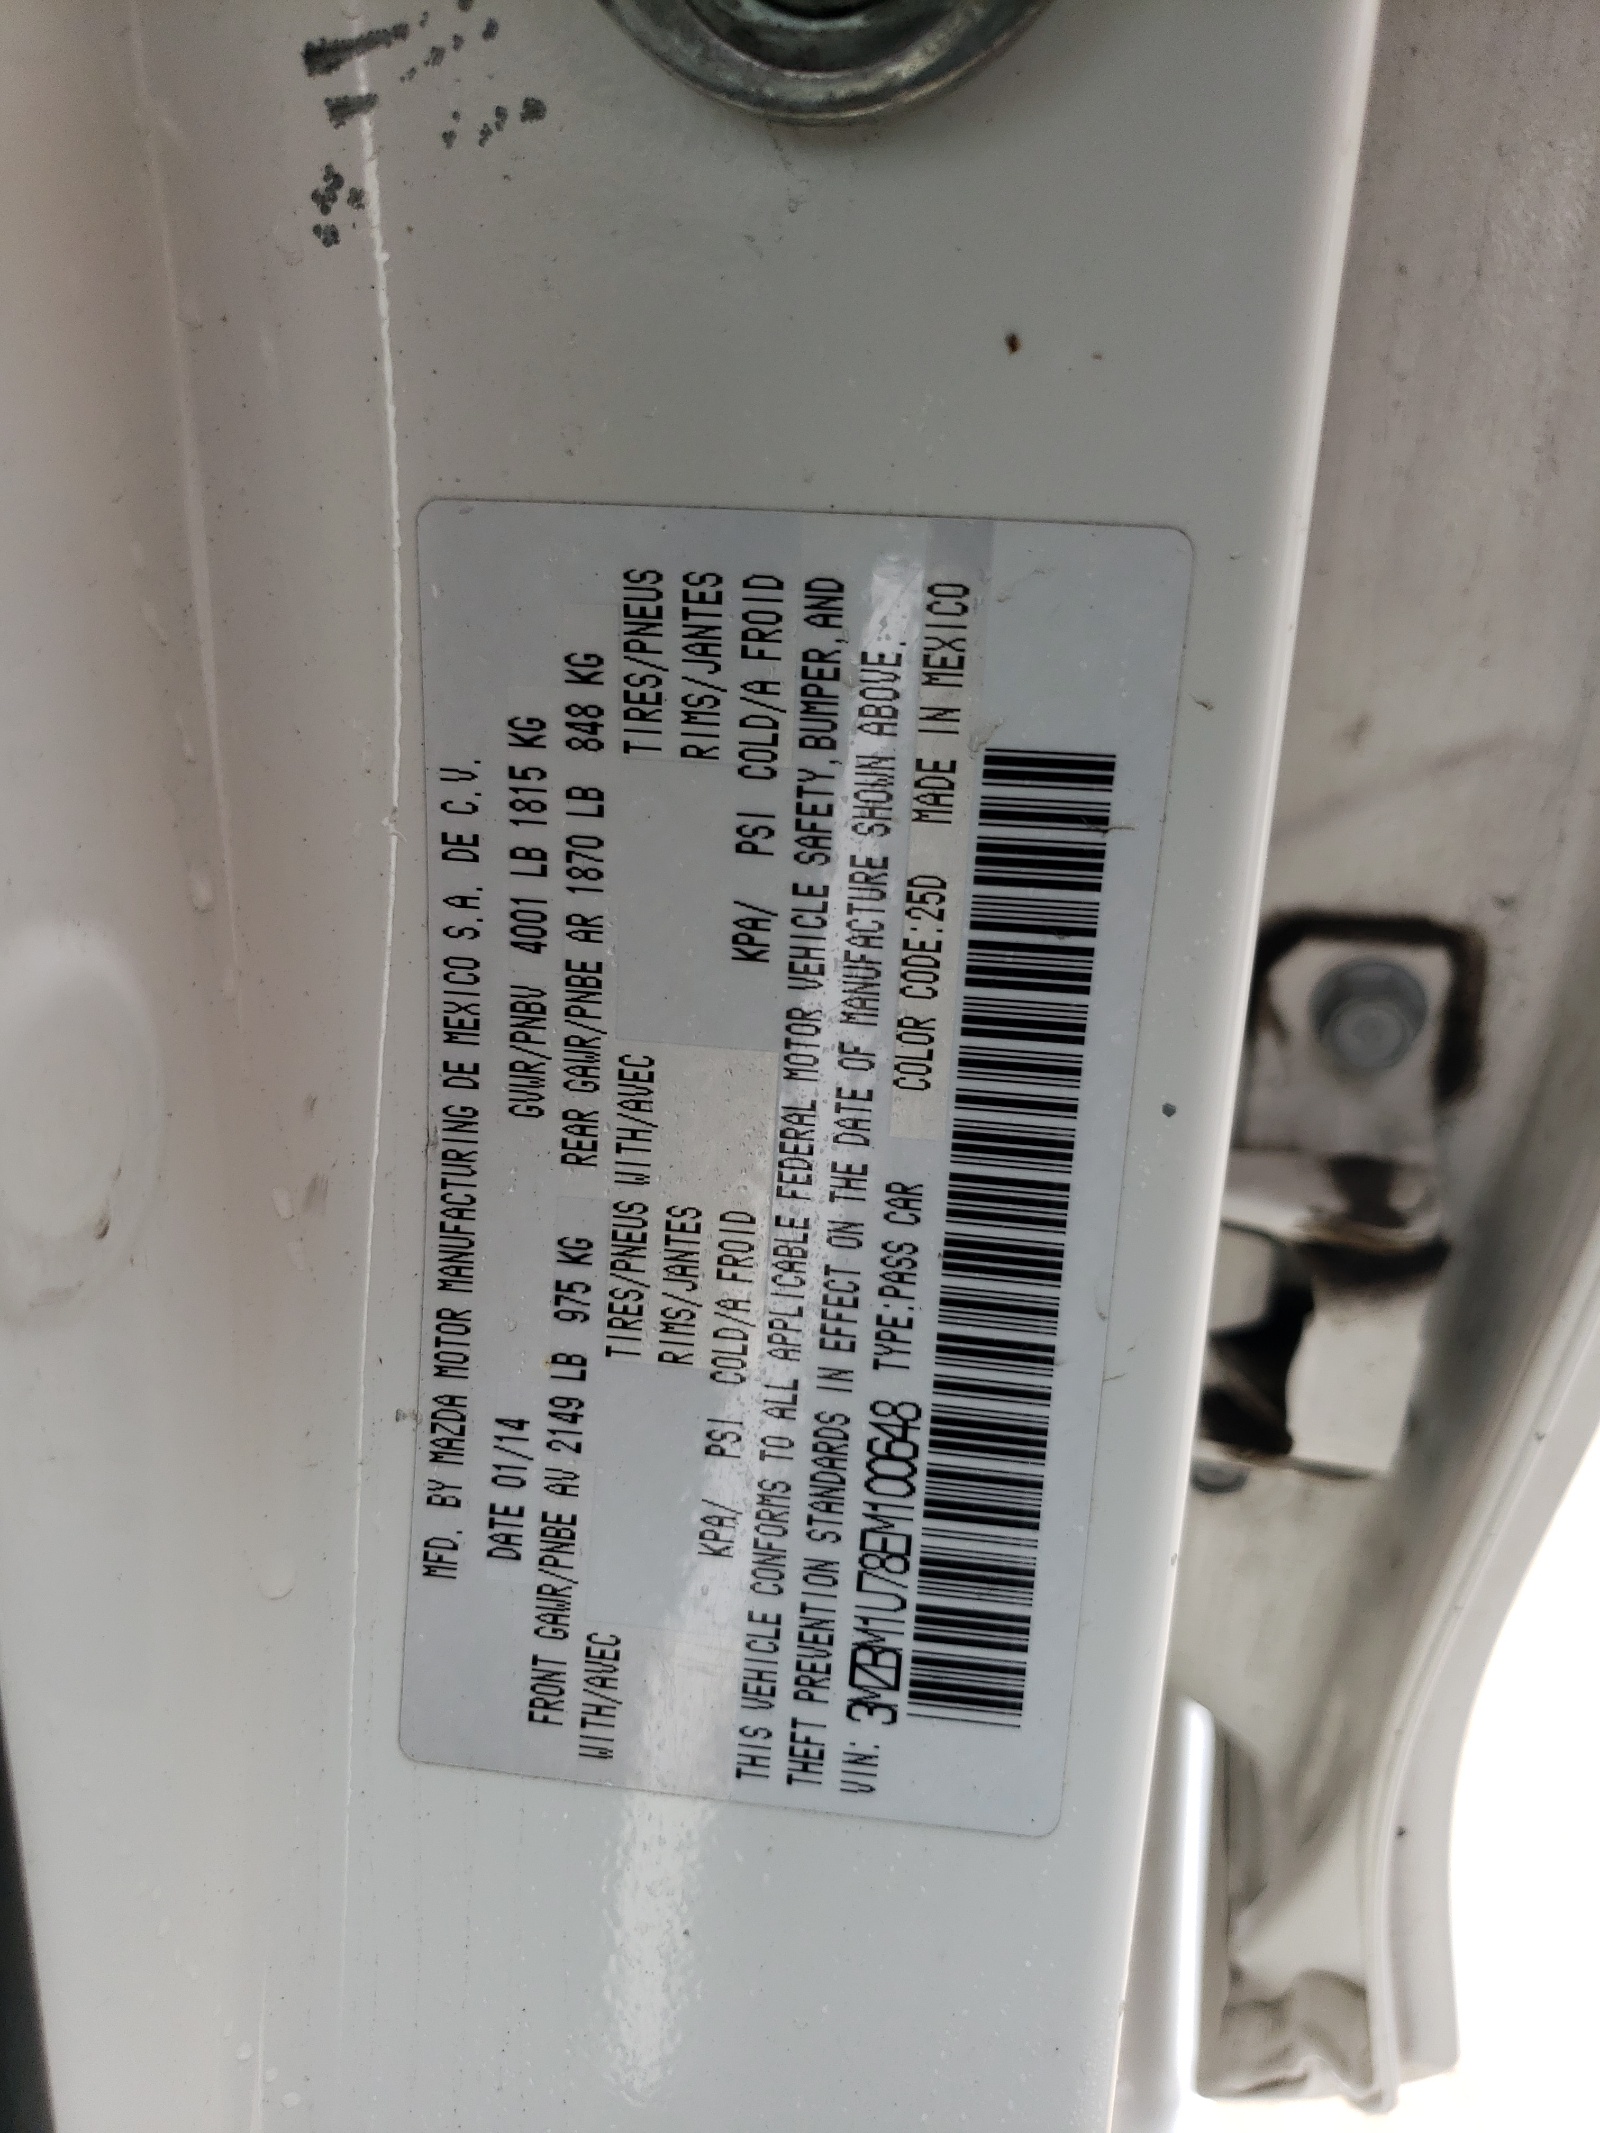 MFD. BY MAZDA MOTOR MANUFACTURING DE MEXICO S.A. DE C.V.
DATE 01/14 GVWR/PNBV 4001 LB 1815 KG
FRONT GAWR/PNBE AV 2149 LB 975 KG REAR GAWR/PNBE AR 1870 LB 848 KG
WITH/AVEC TIRES/PNEUS WITH/AVEC TIRES/PNEUS
RIMS/JANTES RIMS/JANTES
KPA/ PSI COLD/A FROID KPA/ PSI COLD/A FROID
THIS VEHICLE CONFORMS TO ALL APPLICABLE FEDERAL MOTOR VEHICLE SAFETY, BUMPER, AND
THEFT PREVENTION STANDARDS IN EFFECT ON THE DATE OF MANUFACTURE SHOWN ABOVE.
VIN: 3MZBM1U78EM100648 TYPE:PASS CAR COLOR CODE:25D MADE IN MEXICO